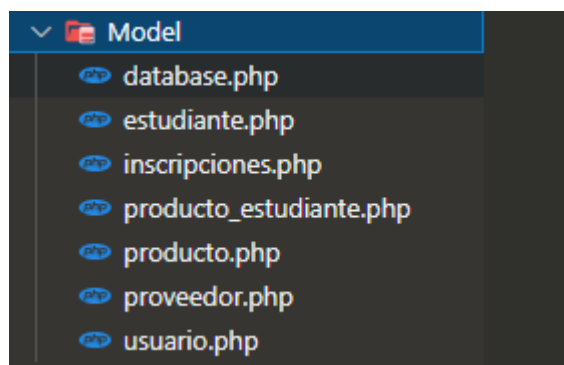 Model
database.php
estudiante.php
inscripciones.php
producto_estudiante.php
producto.php
proveedor.php
usuario.php